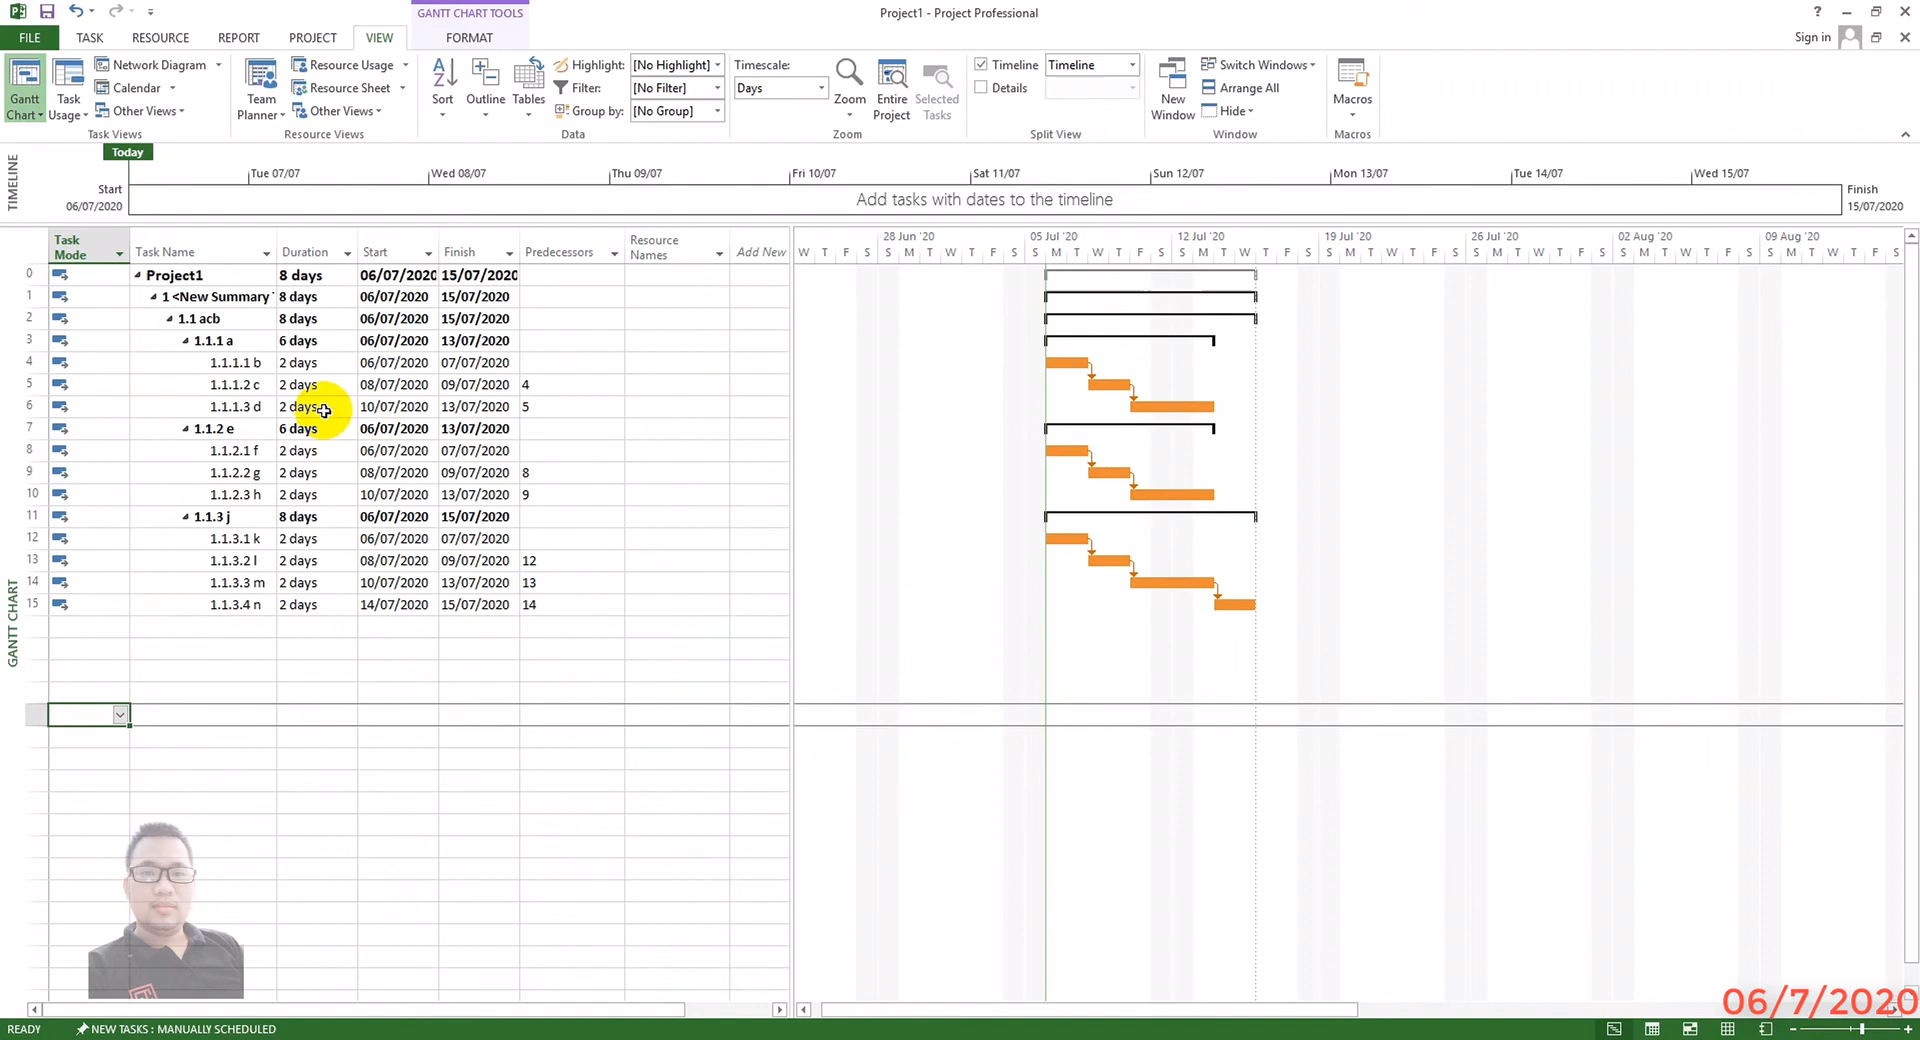 GANTT CHART TOOLS
Project1 - Project Professional
?
FILE TASK RESOURCE REPORT PROJECT VIEW FORMAT
Sign in
Gantt Chart
Task Usage
Network Diagram
Calendar
Other Views
Task Views
Team Planner
Resource Usage
Resource Sheet
Other Views
Resource Views
Sort
Outline
Tables
Highlight: [No Highlight]
Filter: [No Filter]
Group by: [No Group]
Data
Timescale:
Days
Zoom
Entire Project
Selected Tasks
Zoom
Timeline Timeline
Details
Split View
New Window
Switch Windows
Arrange All
Hide
Window
Macros
Macros
TIMELINE
Today
Start
06/07/2020
Tue 07/07 Wed 08/07 Thu 09/07 Fri 10/07 Sat 11/07 Sun 12/07 Mon 13/07 Tue 14/07 Wed 15/07
Add tasks with dates to the timeline
Finish
15/07/2020
Task Mode Task Name Duration Start Finish Predecessors Resource Names Add New
28 Jun '20 05 Jul '20 12 Jul '20 19 Jul '20 26 Jul '20 02 Aug '20 09 Aug '20
W T F S S M T W T F S S M T W T F S S M T W T F S S M T W T F S S M T W T F S S M T W T F S S M T W T F S
0 Project1 8 days 06/07/2020 15/07/2020
1 1 <New Summary 8 days 06/07/2020 15/07/2020
2 1.1 acb 8 days 06/07/2020 15/07/2020
3 1.1.1 a 6 days 06/07/2020 13/07/2020
4 1.1.1.1 b 2 days 06/07/2020 07/07/2020
5 1.1.1.2 c 2 days 08/07/2020 09/07/2020 4
6 1.1.1.3 d 2 days 10/07/2020 13/07/2020 5
7 1.1.2 e 6 days 06/07/2020 13/07/2020
8 1.1.2.1 f 2 days 06/07/2020 07/07/2020
9 1.1.2.2 g 2 days 08/07/2020 09/07/2020 8
10 1.1.2.3 h 2 days 10/07/2020 13/07/2020 9
11 1.1.3 j 8 days 06/07/2020 15/07/2020
12 1.1.3.1 k 2 days 06/07/2020 07/07/2020
13 1.1.3.2 l 2 days 08/07/2020 09/07/2020 12
14 1.1.3.3 m 2 days 10/07/2020 13/07/2020 13
15 1.1.3.4 n 2 days 14/07/2020 15/07/2020 14
GANTT CHART
06/7/2020
READY NEW TASKS : MANUALLY SCHEDULED